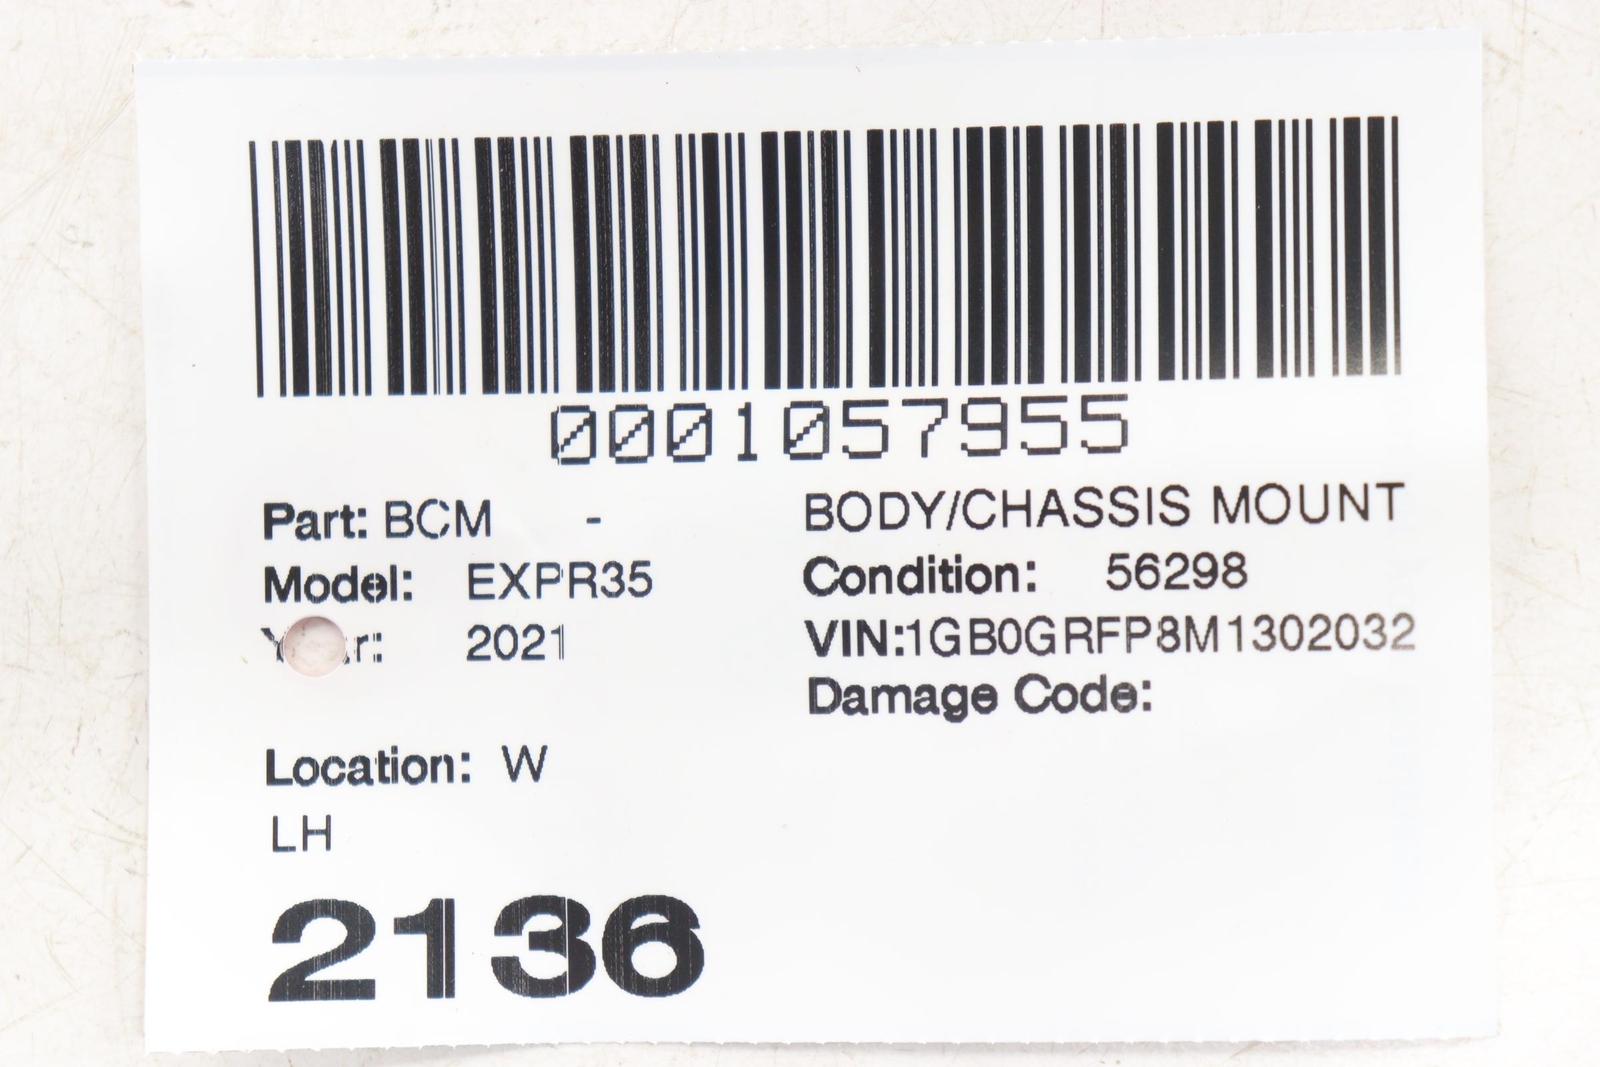 0001057955
Part: BCM - BODY/CHASSIS MOUNT
Model: EXPR35 Condition: 56298
2021 VIN:1GB0GRFP8M1302032
Damage Code:
Location: W
LH
2136